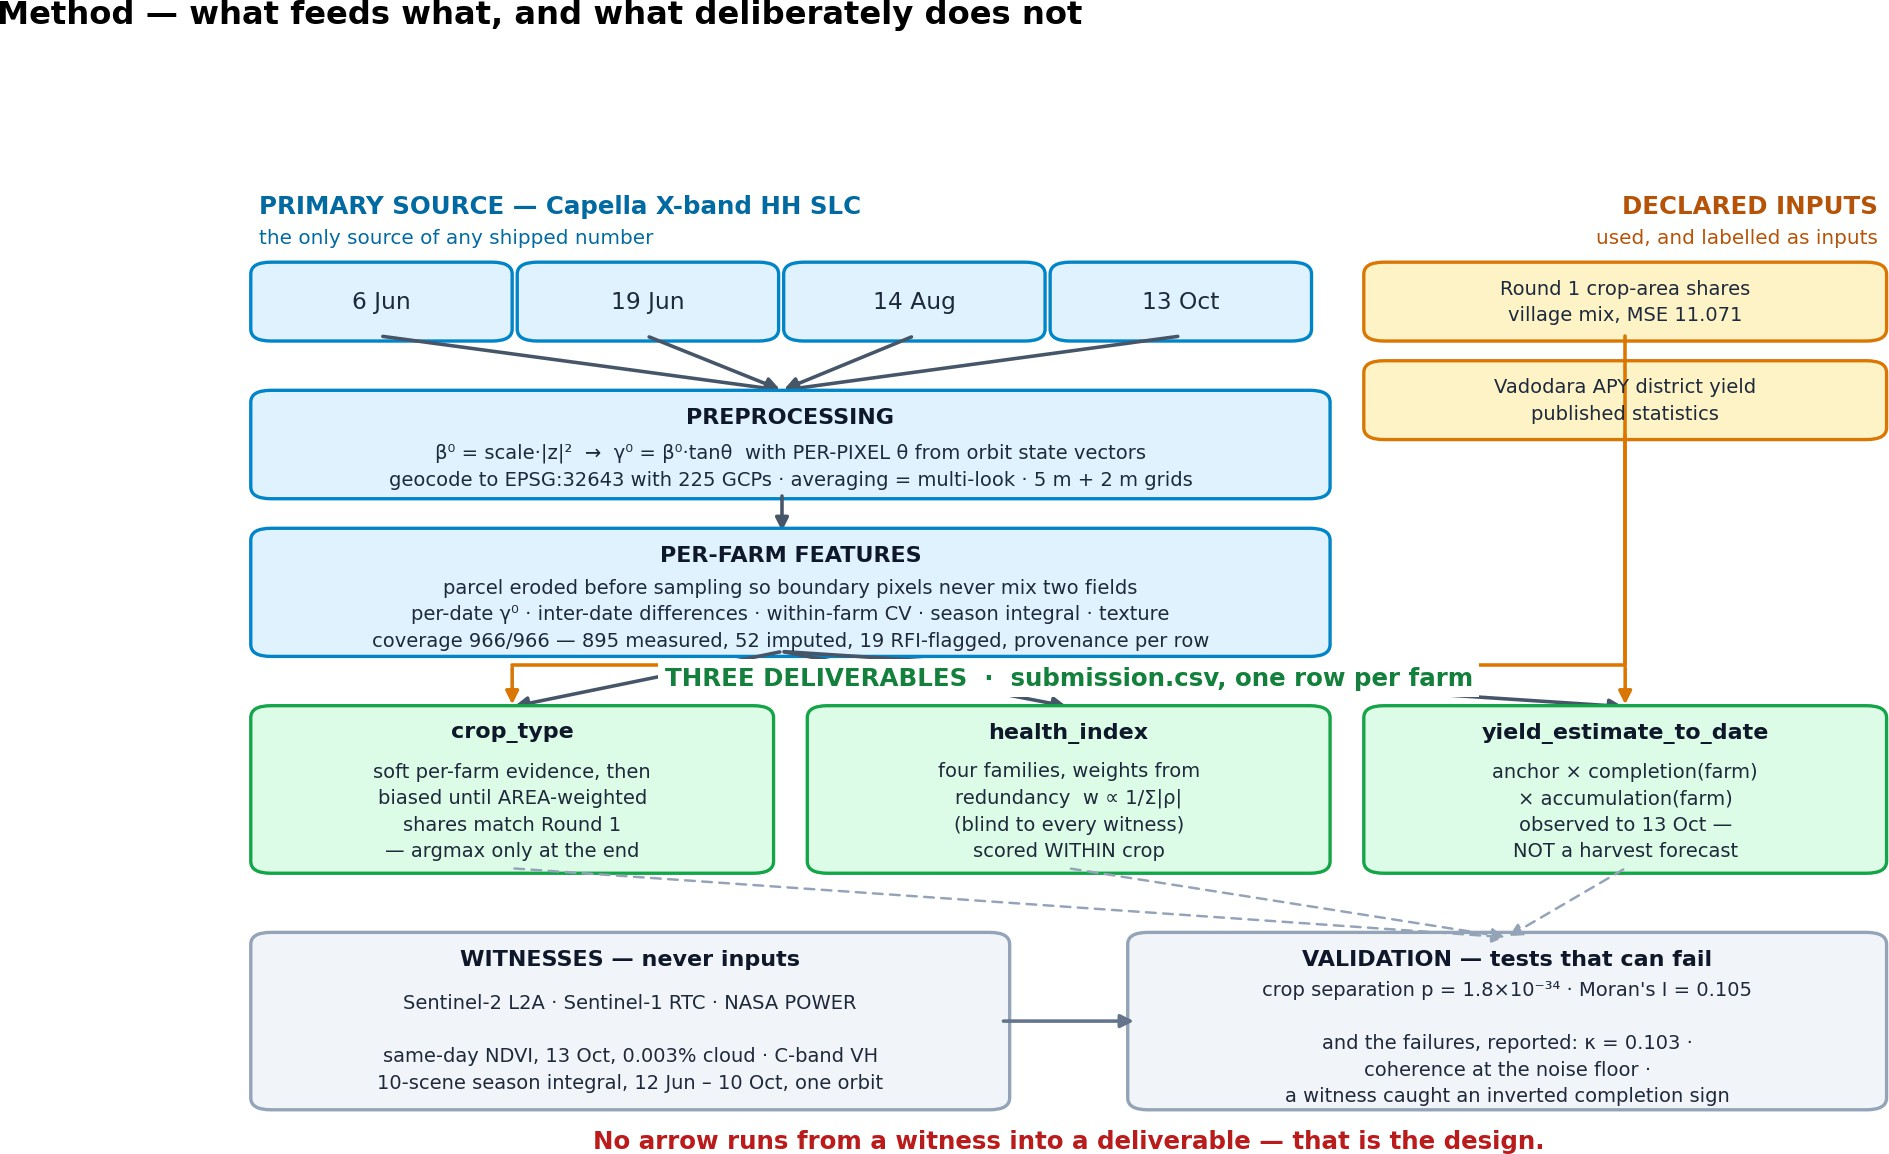 Method — what feeds what, and what deliberately does not
PRIMARY SOURCE — Capella X-band HH SLC
the only source of any shipped number
DECLARED INPUTS
used, and labelled as inputs
6 Jun
19 Jun
14 Aug
13 Oct
Round 1 crop-area shares
village mix, MSE 11.071
Vadodara APY district yield
published statistics
PREPROCESSING
β⁰ = scale·|z|² → γ⁰ = β⁰·tanθ with PER-PIXEL θ from orbit state vectors
geocode to EPSG:32643 with 225 GCPs · averaging = multi-look · 5 m + 2 m grids
PER-FARM FEATURES
parcel eroded before sampling so boundary pixels never mix two fields
per-date γ⁰ · inter-date differences · within-farm CV · season integral · texture
coverage 966/966 — 895 measured, 52 imputed, 19 RFI-flagged, provenance per row
THREE DELIVERABLES · submission.csv, one row per farm
crop_type
soft per-farm evidence, then
biased until AREA-weighted
shares match Round 1
— argmax only at the end
health_index
four families, weights from
redundancy w ∝ 1/Σ|ρ|
(blind to every witness)
scored WITHIN crop
yield_estimate_to_date
anchor × completion(farm)
× accumulation(farm)
observed to 13 Oct —
NOT a harvest forecast
WITNESSES — never inputs
Sentinel-2 L2A · Sentinel-1 RTC · NASA POWER
same-day NDVI, 13 Oct, 0.003% cloud · C-band VH
10-scene season integral, 12 Jun – 10 Oct, one orbit
VALIDATION — tests that can fail
crop separation p = 1.8×10⁻³⁴ · Moran's I = 0.105
and the failures, reported: κ = 0.103 ·
coherence at the noise floor ·
a witness caught an inverted completion sign
No arrow runs from a witness into a deliverable — that is the design.